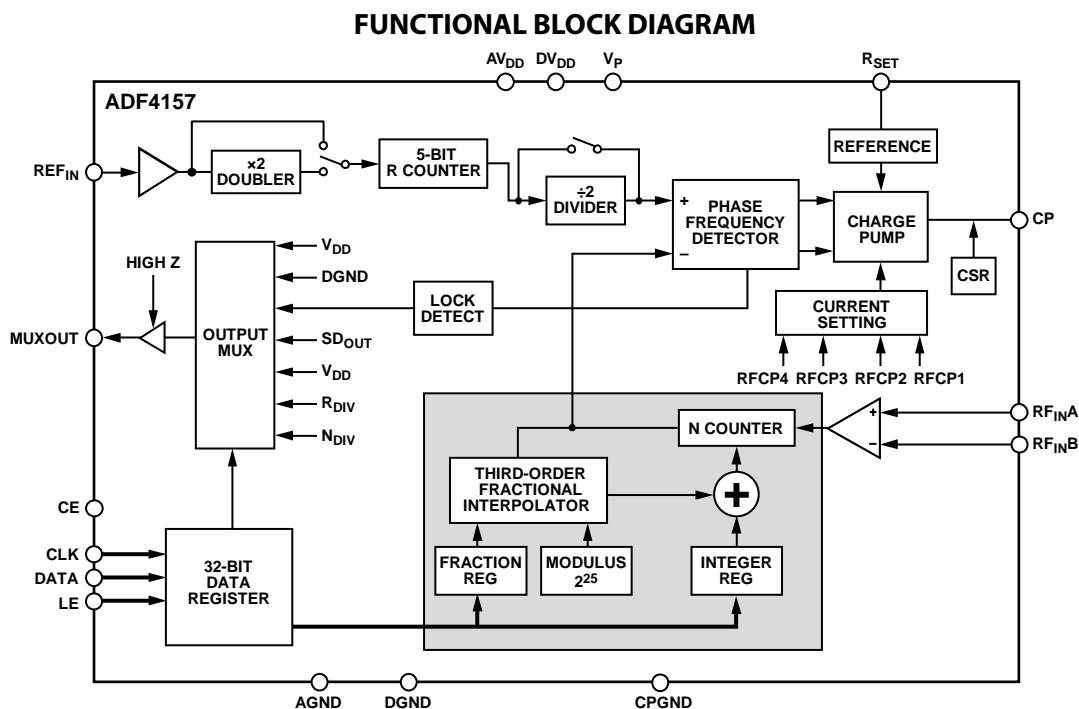 FUNCTIONAL BLOCK DIAGRAM
AVDD DVDD VP RSET
ADF4157
REFIN
×2
DOUBLER
5-BIT
R COUNTER
÷2
DIVIDER
+
−
PHASE
FREQUENCY
DETECTOR
REFERENCE
CHARGE
PUMP
CP
CSR
HIGH Z
MUXOUT
OUTPUT
MUX
VDD
DGND
SDOUT
VDD
RDIV
NDIV
LOCK
DETECT
CURRENT
SETTING
RFCP4 RFCP3 RFCP2 RFCP1
N COUNTER
+
−
RFINA
RFINB
THIRD-ORDER
FRACTIONAL
INTERPOLATOR
+
CE
CLK
DATA
LE
32-BIT
DATA
REGISTER
FRACTION
REG
MODULUS
2²⁵
INTEGER
REG
AGND DGND CPGND